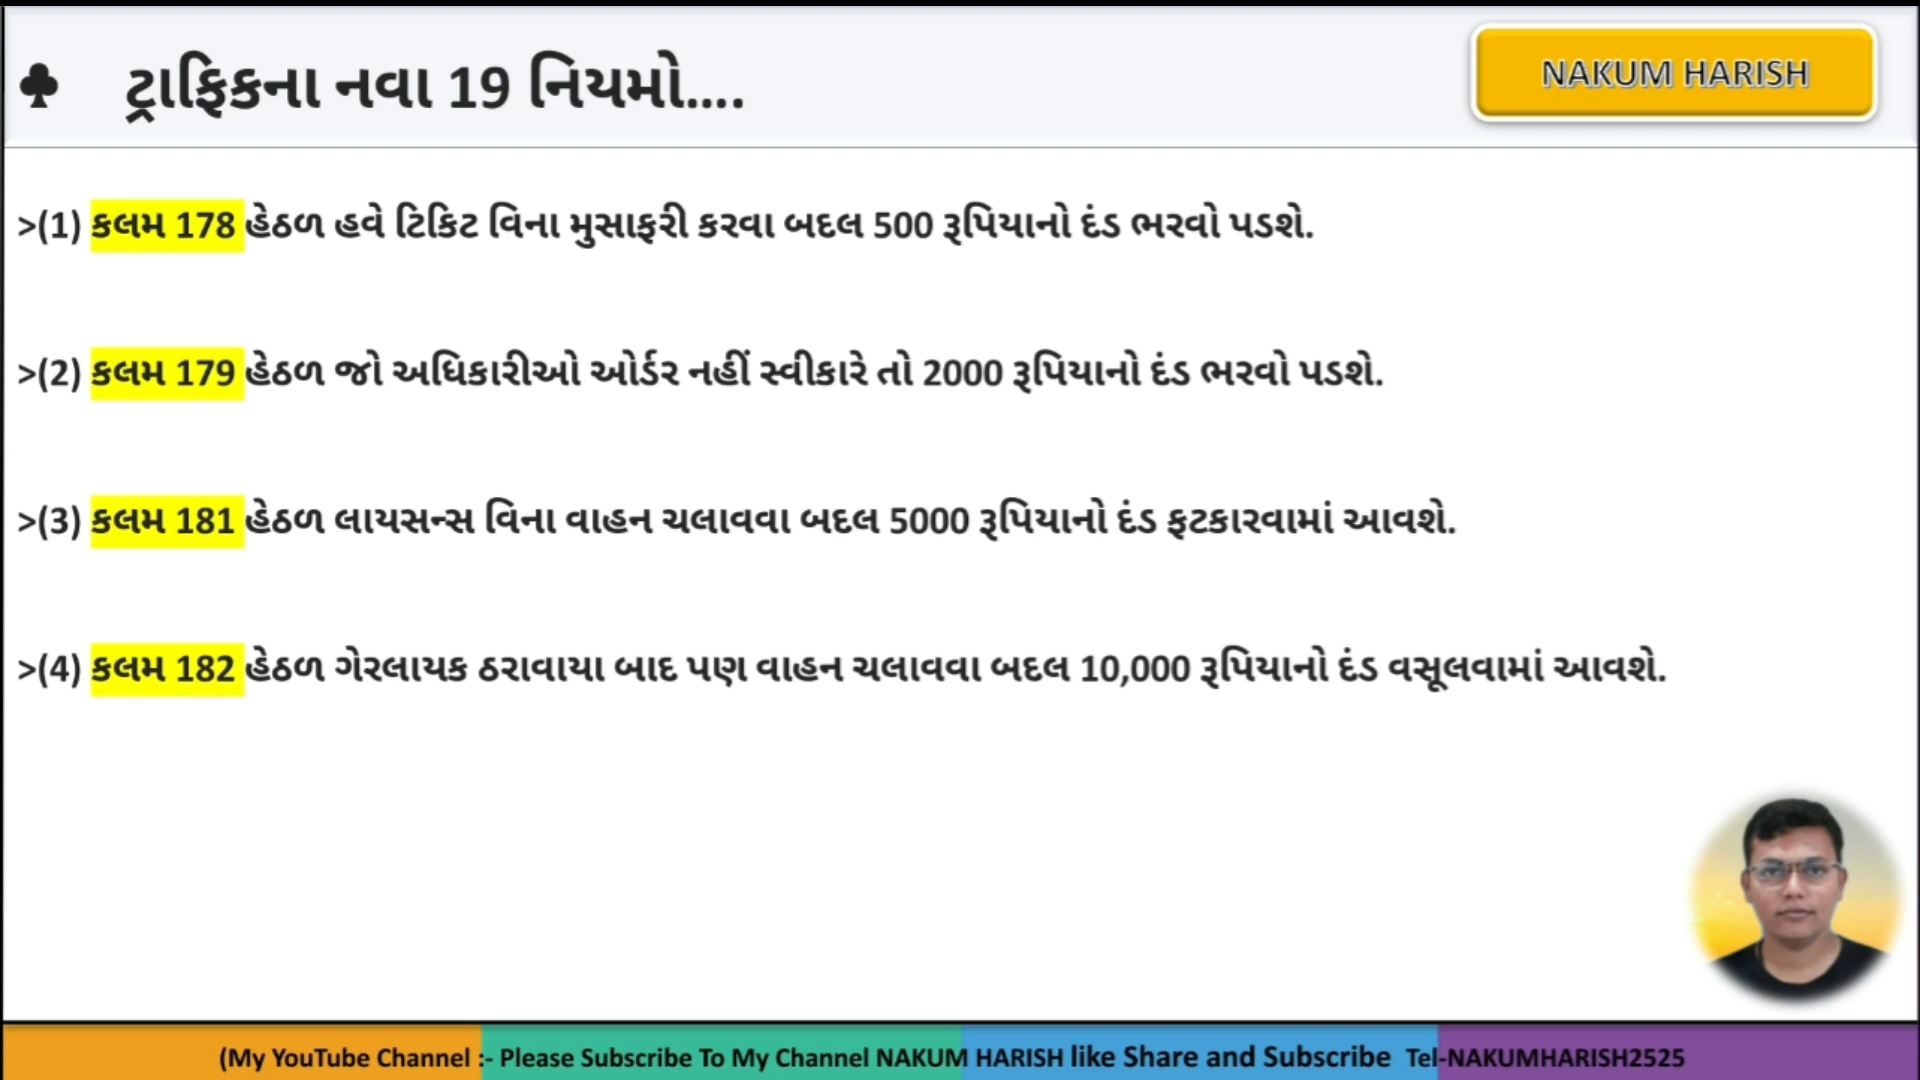 ♣ ટ્રાફિકના નવા 19 નિયમો....
NAKUM HARISH
>(1) કલમ 178 હેઠળ હવે ટિકિટ વિના મુસાફરી કરવા બદલ 500 રૂપિયાનો દંડ ભરવો પડશે.
>(2) કલમ 179 હેઠળ જો અધિકારીઓ ઓર્ડર નહીં સ્વીકારે તો 2000 રૂપિયાનો દંડ ભરવો પડશે.
>(3) કલમ 181 હેઠળ લાયસન્સ વિના વાહન ચલાવવા બદલ 5000 રૂપિયાનો દંડ ફટકારવામાં આવશે.
>(4) કલમ 182 હેઠળ ગેરલાયક ઠરાવાયા બાદ પણ વાહન ચલાવવા બદલ 10,000 રૂપિયાનો દંડ વસૂલવામાં આવશે.
(My YouTube Channel :- Please Subscribe To My Channel NAKUM HARISH like Share and Subscribe Tel-NAKUMHARISH2525